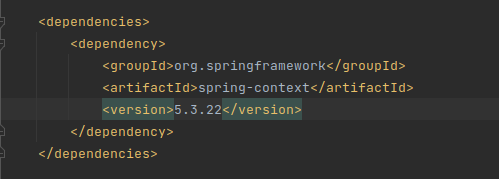 <dependencies>
<dependency>
<groupId>org.springframework</groupId>
<artifactId>spring-context</artifactId>
<version>5.3.22</version>
</dependency>
</dependencies>